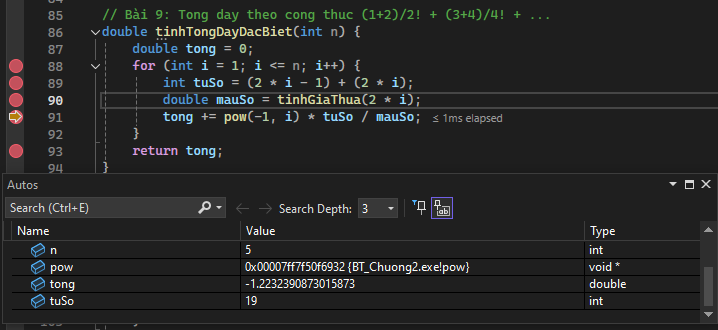 85 // Bài 9: Tong day theo cong thuc (1+2)/2! + (3+4)/4! + ...
86 double tinhTongDayDacBiet(int n) {
87 double tong = 0;
88 for (int i = 1; i <= n; i++) {
89 int tuSo = (2 * i - 1) + (2 * i);
90 double mauSo = tinhGiaThua(2 * i);
91 tong += pow(-1, i) * tuSo / mauSo; ≤ 1ms elapsed
92 }
93 return tong;
94 }
Autos
Search (Ctrl+E) Search Depth: 3
Name Value Type
n 5 int
pow 0x00007ff7f50f6932 {BT_Chuong2.exe!pow} void *
tong -1.2232390873015873 double
tuSo 19 int